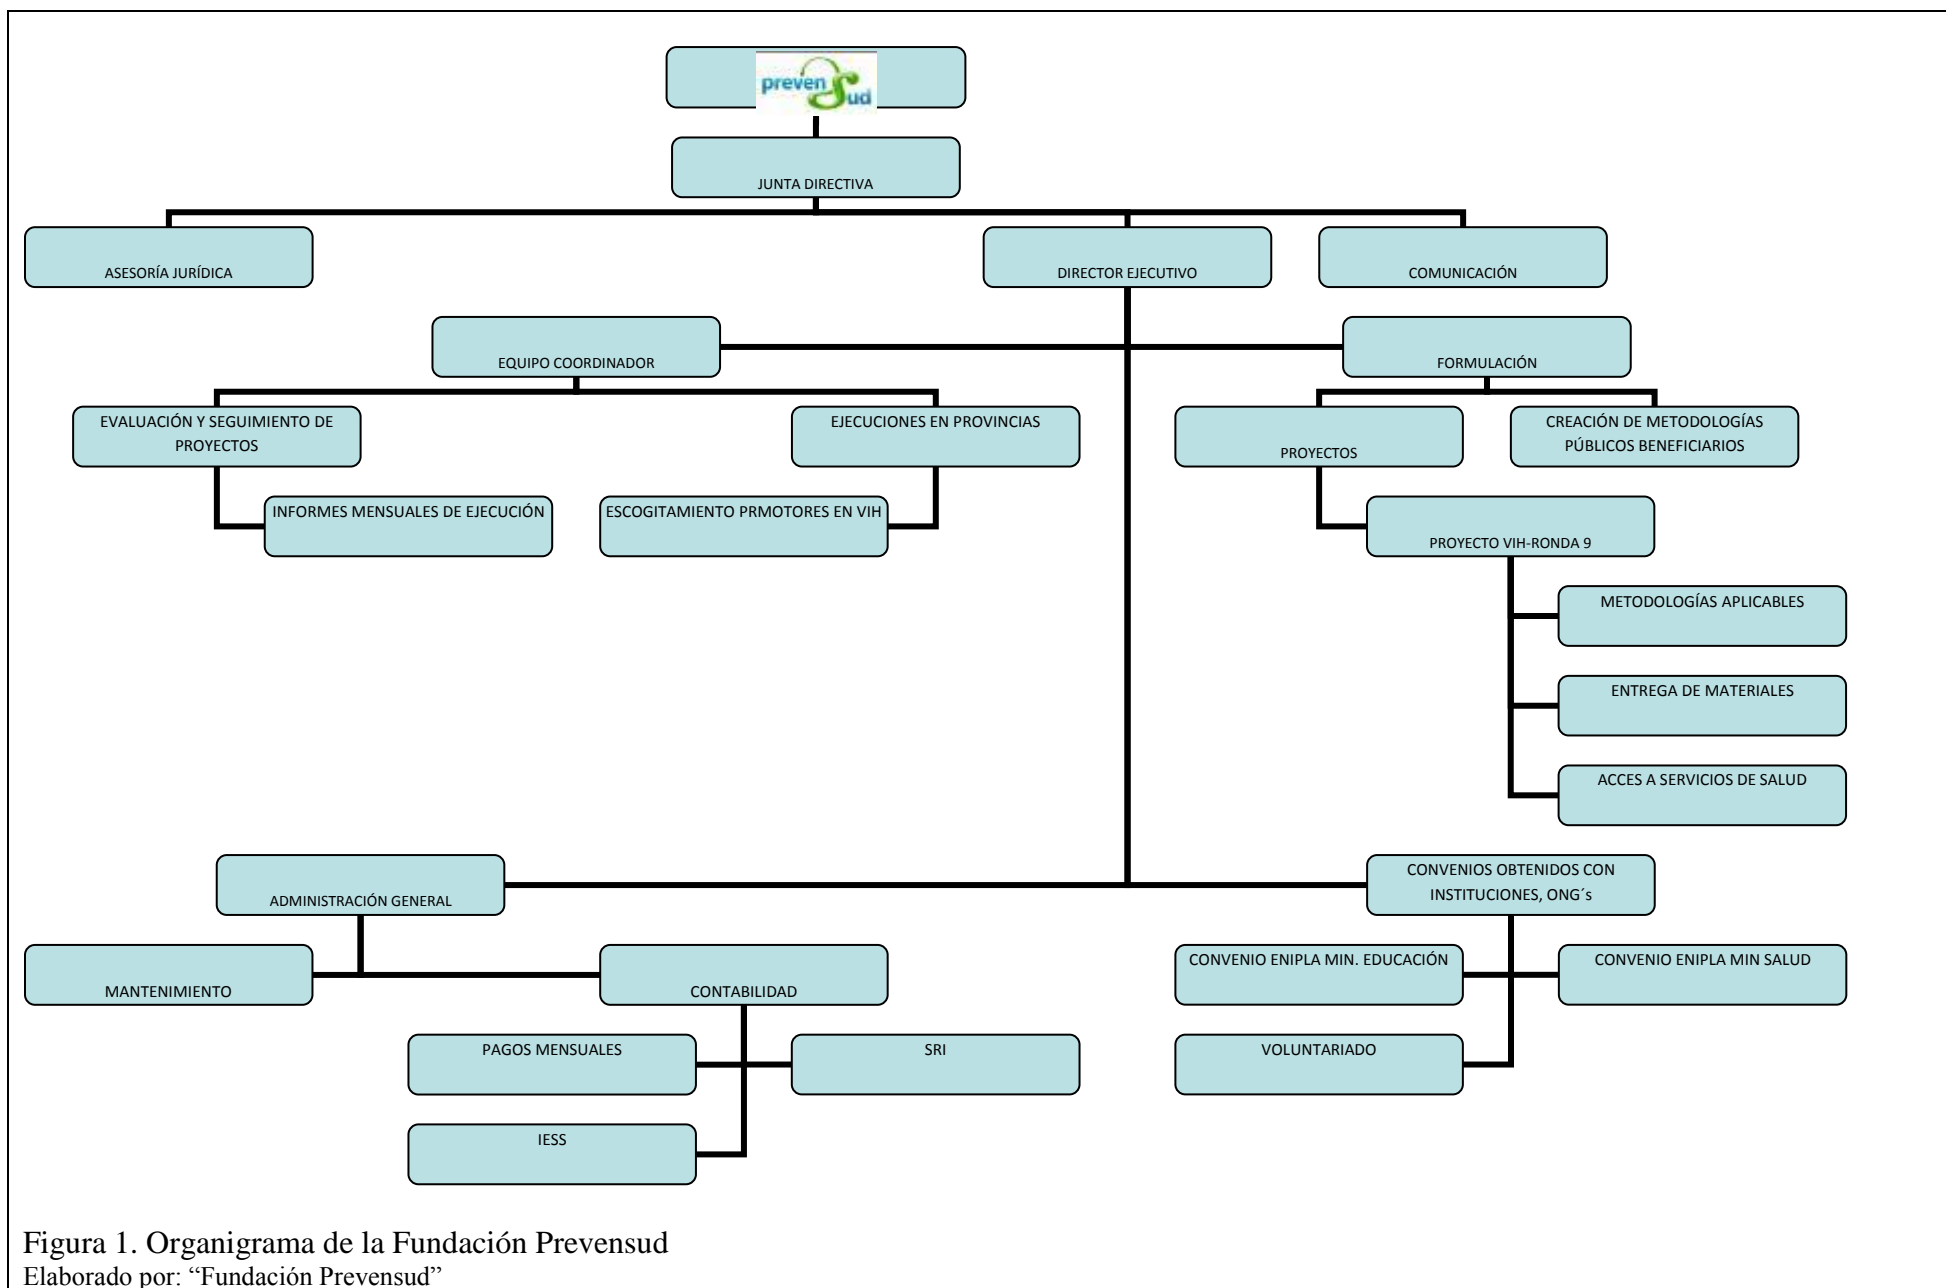 preven
Sud
JUNTA DIRECTIVA
ASESORÍA JURÍDICA
DIRECTOR EJECUTIVO
COMUNICACIÓN
EQUIPO COORDINADOR
FORMULACIÓN
EVALUACIÓN Y SEGUIMIENTO DE
PROYECTOS
EJECUCIONES EN PROVINCIAS
PROYECTOS
CREACIÓN DE METODOLOGÍAS
PÚBLICOS BENEFICIARIOS
INFORMES MENSUALES DE EJECUCIÓN
ESCOGITAMIENTO PRMOTORES EN VIH
PROYECTO VIH-RONDA 9
METODOLOGÍAS APLICABLES
ENTREGA DE MATERIALES
ACCES A SERVICIOS DE SALUD
ADMINISTRACIÓN GENERAL
CONVENIOS OBTENIDOS CON
INSTITUCIONES, ONG´s
MANTENIMIENTO
CONTABILIDAD
CONVENIO ENIPLA MIN. EDUCACIÓN
CONVENIO ENIPLA MIN SALUD
PAGOS MENSUALES
SRI
VOLUNTARIADO
IESS
Figura 1. Organigrama de la Fundación Prevensud
Elaborado por: “Fundación Prevensud”